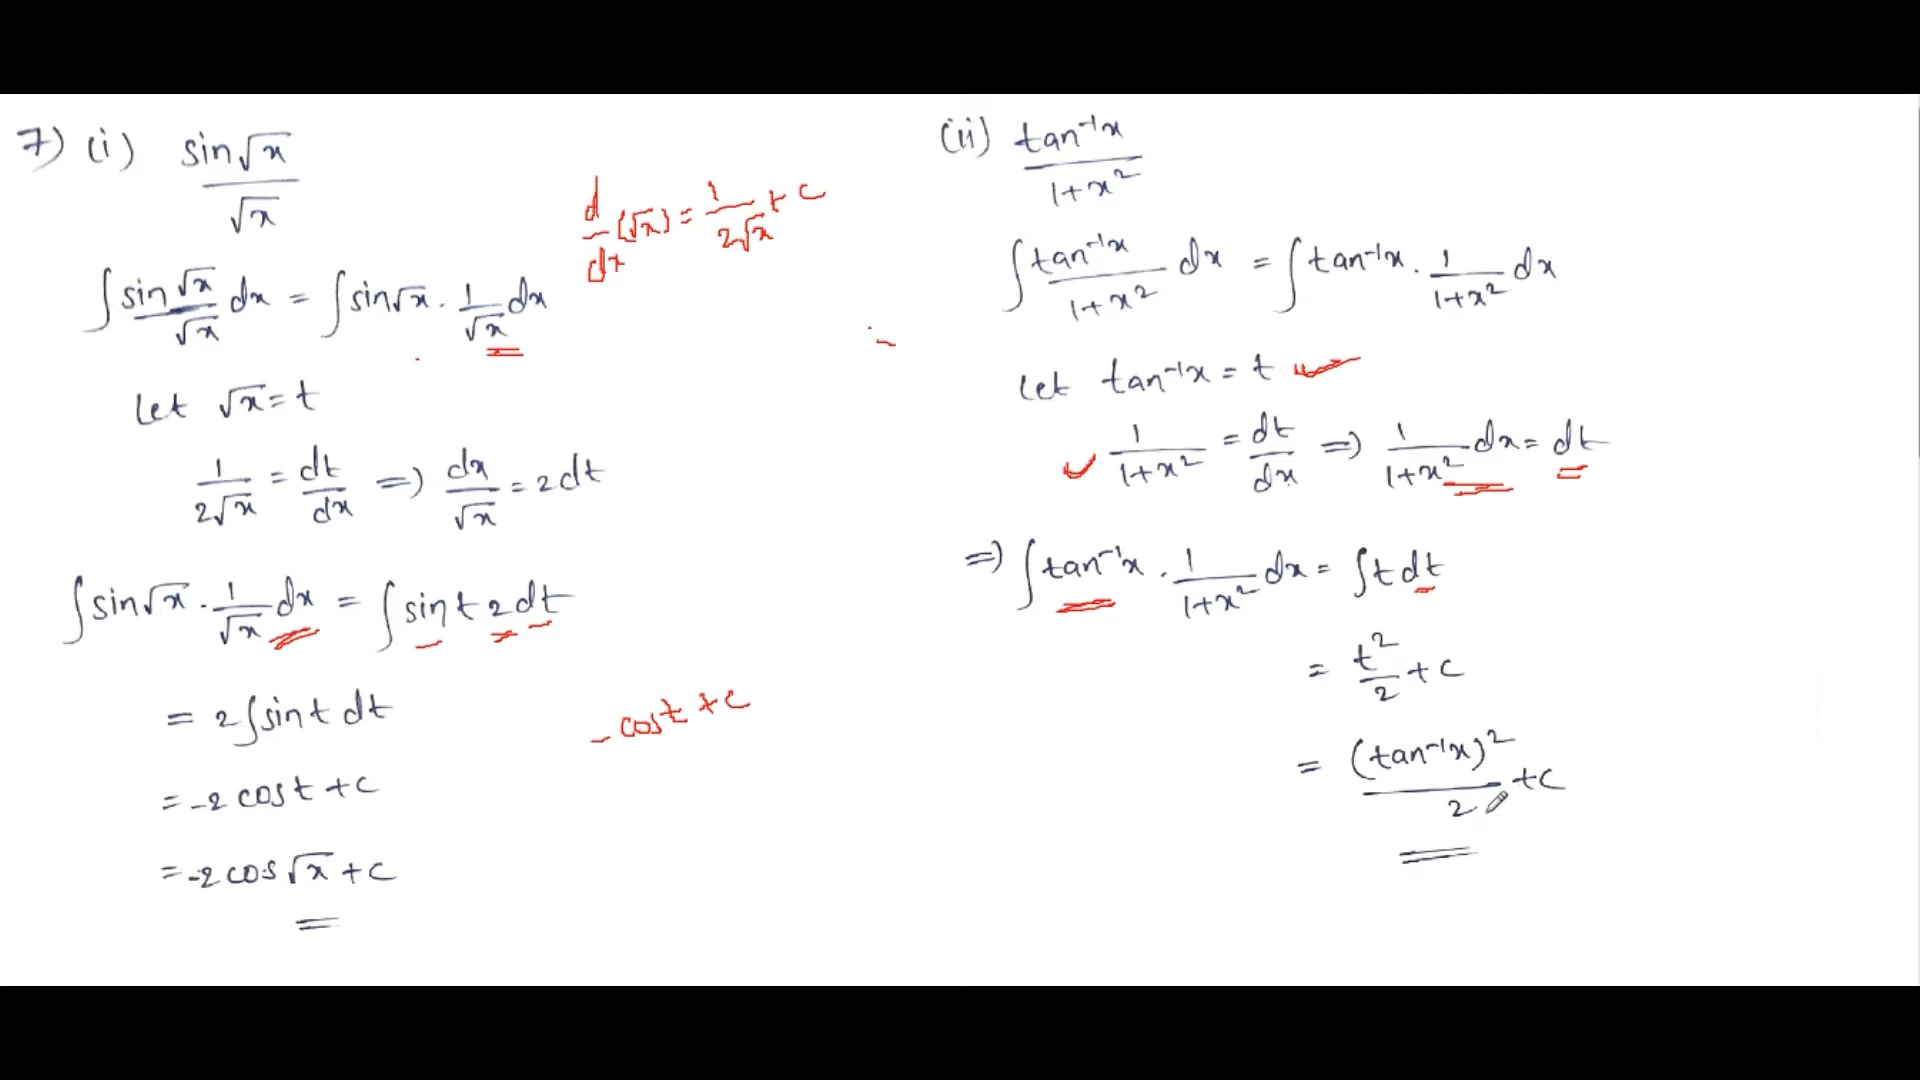 7) (i) sin√x / √x
d/dx (√x) = 1/2√x + c
∫ sin√x / √x dx = ∫ sin√x . 1/√x dx
Let √x = t
1/2√x = dt/dx => dx/√x = 2dt
∫ sin√x . 1/√x dx = ∫ sin t 2dt
= 2∫ sin t dt
- cost + c
= -2 cost + c
= -2 cos√x + c
(ii) tan⁻¹x / 1+x²
∫ tan⁻¹x / 1+x² dx = ∫ tan⁻¹x . 1/1+x² dx
Let tan⁻¹x = t
1/1+x² = dt/dx => 1/1+x² dx = dt
=> ∫ tan⁻¹x . 1/1+x² dx = ∫ t dt
= t²/2 + c
= (tan⁻¹x)²/2 + c